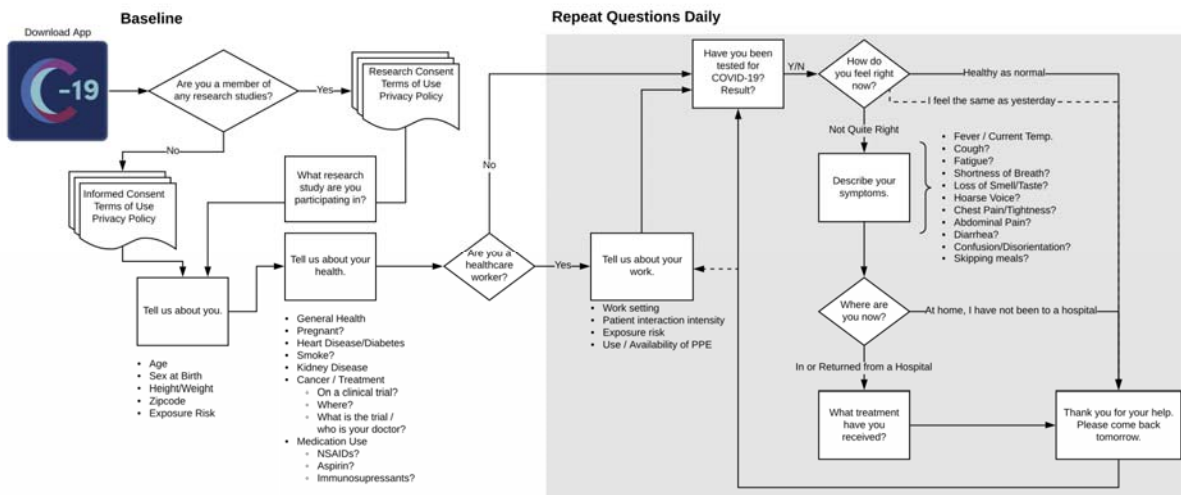 Baseline
Repeat Questions Daily
Download App
C-19
Are you a member of
any research studies?
Yes
Research Consent
Terms of Use
Privacy Policy
No
Informed Consent
Terms of Use
Privacy Policy
What research
study are you
participating in?
Tell us about you.
• Age
• Sex at Birth
• Height/Weight
• Zipcode
• Exposure Risk
Tell us about your
health.
• General Health
• Pregnant?
• Heart Disease/Diabetes
• Smoke?
• Kidney Disease
• Cancer / Treatment
◦ On a clinical trial?
◦ Where?
◦ What is the trial /
who is your doctor?
• Medication Use
◦ NSAIDs?
◦ Aspirin?
◦ Immunosupressants?
Are you a
healthcare
worker?
No
Yes
Tell us about your
work.
• Work setting
• Patient interaction intensity
• Exposure risk
• Use / Availability of PPE
Have you been
tested for
COVID-19?
Result?
Y/N
How do
you feel right
now?
Healthy as normal
I feel the same as yesterday
Not Quite Right
Describe your
symptoms.
• Fever / Current Temp.
• Cough?
• Fatigue?
• Shortness of Breath?
• Loss of Smell/Taste?
• Hoarse Voice?
• Chest Pain/Tightness?
• Abdominal Pain?
• Diarrhea?
• Confusion/Disorientation?
• Skipping meals?
Where are
you now?
At home, I have not been to a hospital
In or Returned from a Hospital
What treatment
have you
received?
Thank you for your help.
Please come back
tomorrow.